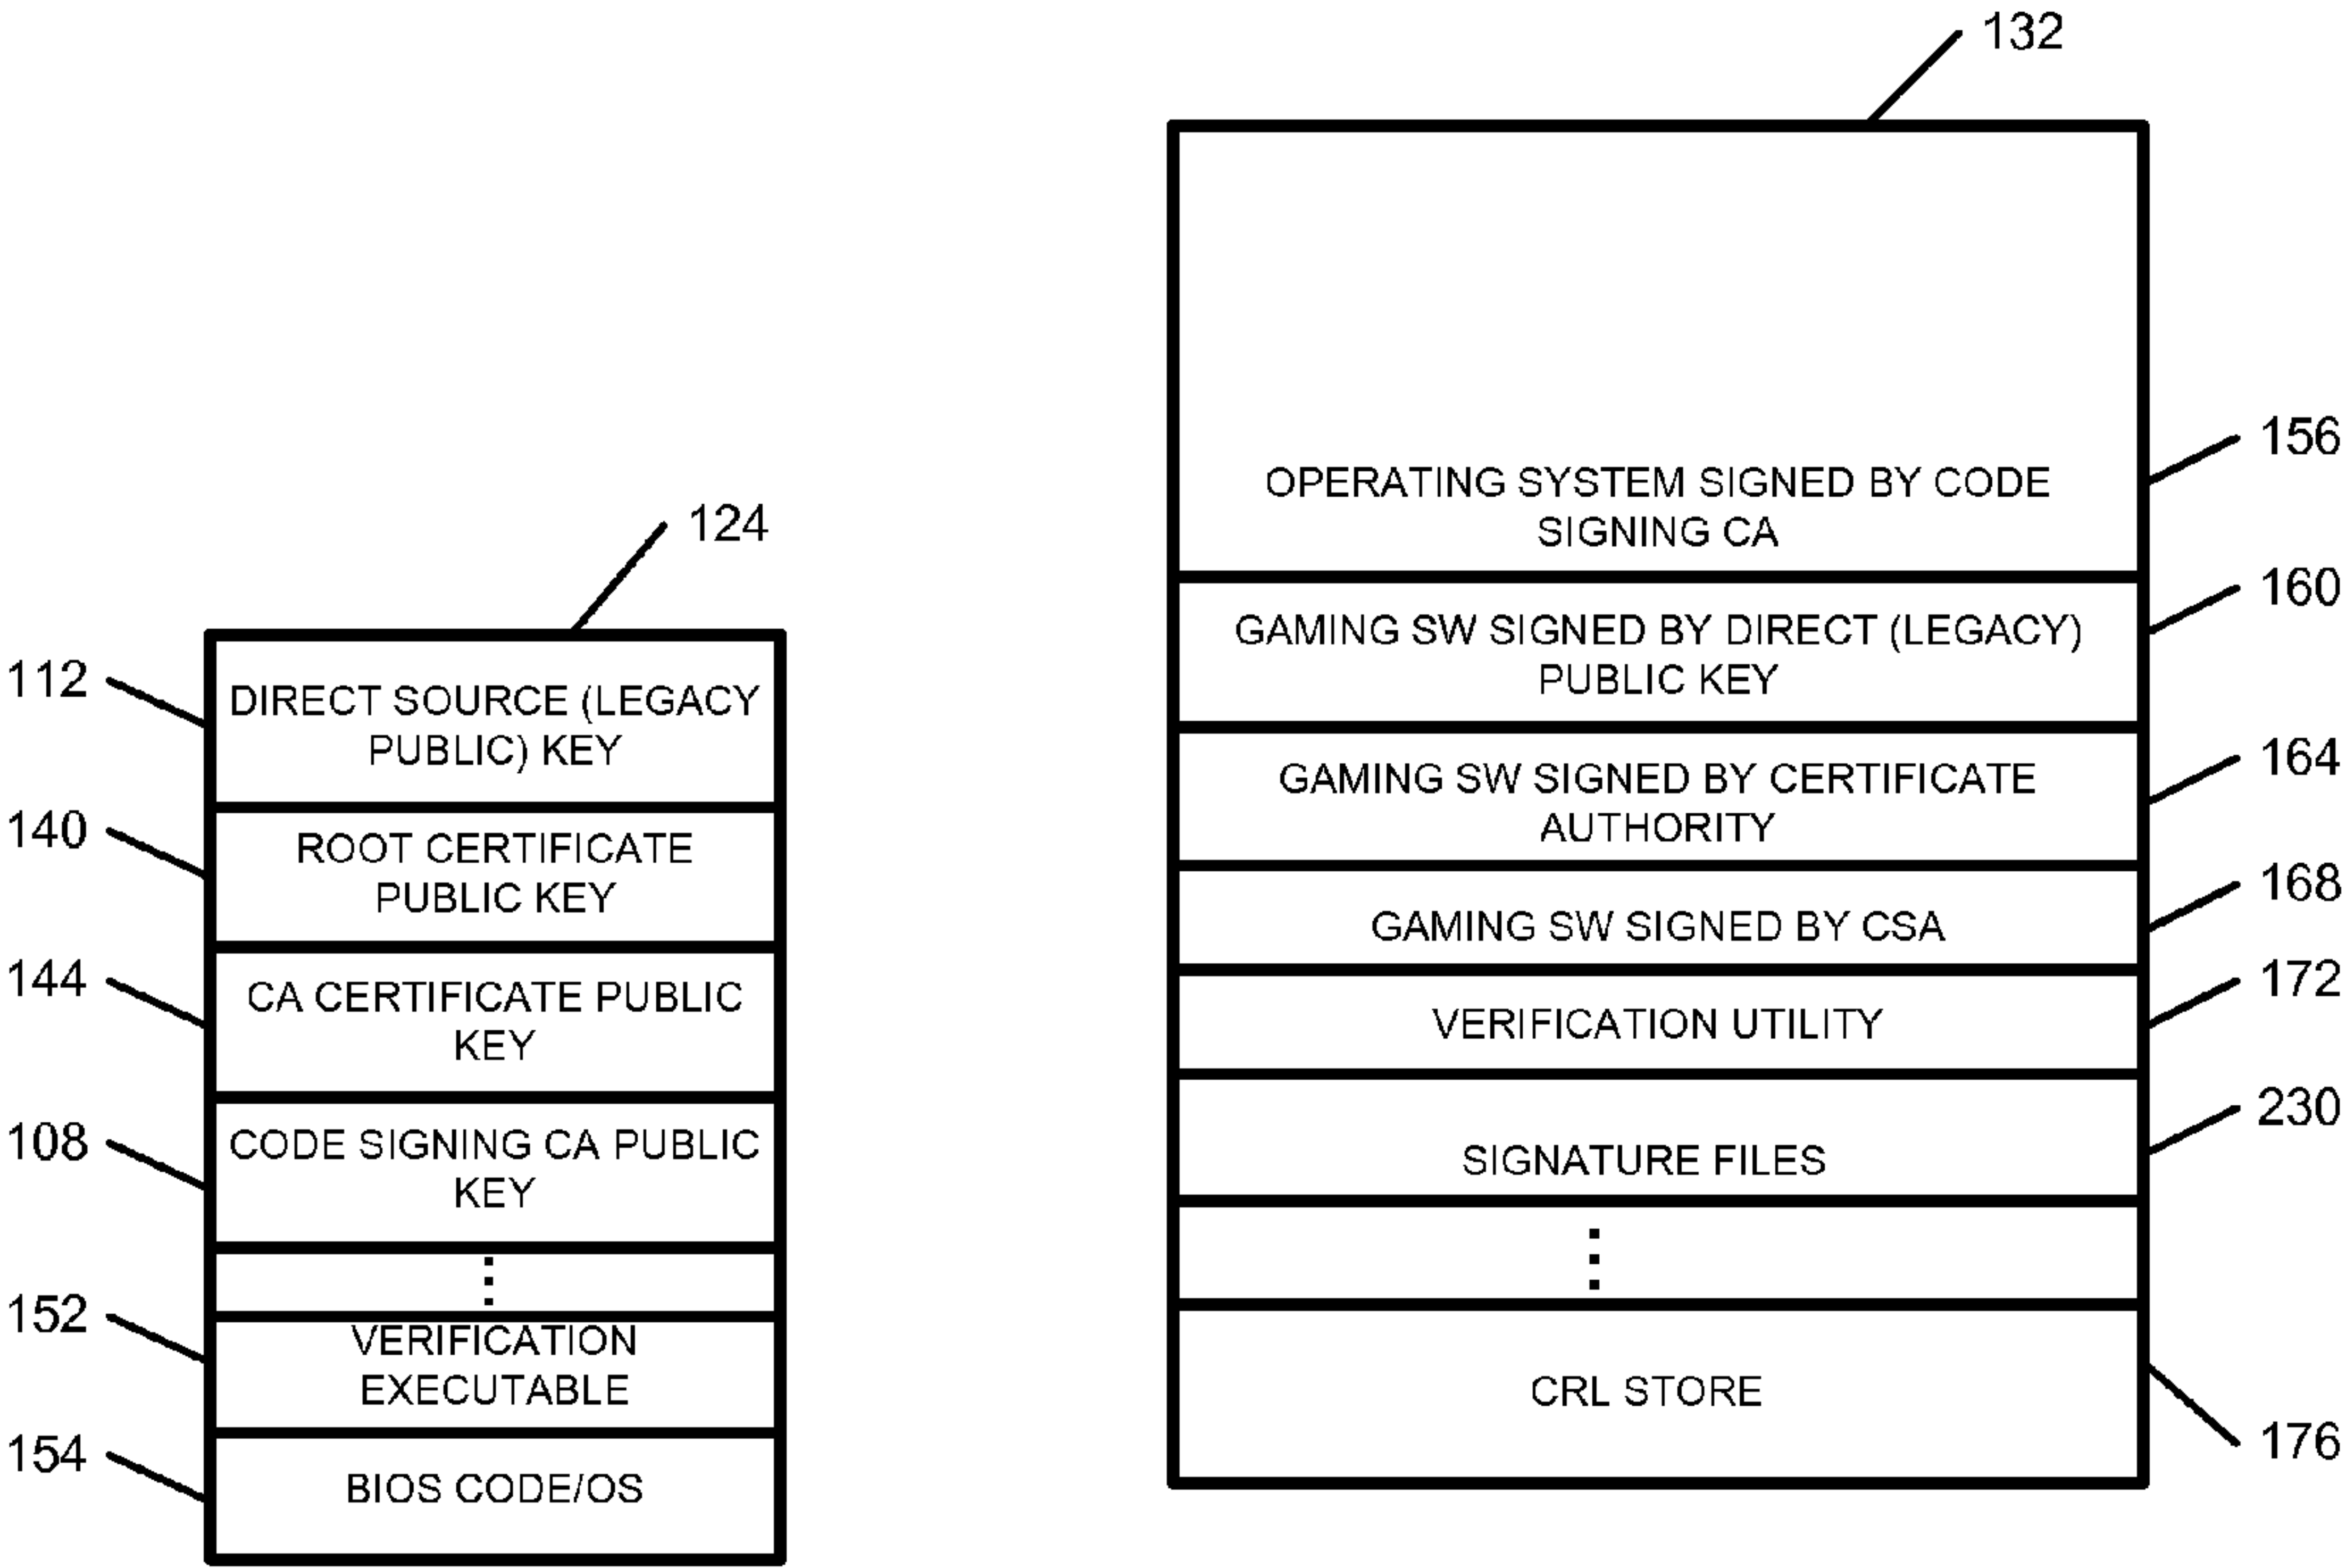 132
156
OPERATING SYSTEM SIGNED BY CODE
SIGNING CA
160
GAMING SW SIGNED BY DIRECT (LEGACY)
PUBLIC KEY
164
GAMING SW SIGNED BY CERTIFICATE
AUTHORITY
168
GAMING SW SIGNED BY CSA
172
VERIFICATION UTILITY
230
SIGNATURE FILES
CRL STORE
176
124
112
DIRECT SOURCE (LEGACY
PUBLIC) KEY
140
ROOT CERTIFICATE
PUBLIC KEY
144
CA CERTIFICATE PUBLIC
KEY
108
CODE SIGNING CA PUBLIC
KEY
152
VERIFICATION
EXECUTABLE
154
BIOS CODE/OS